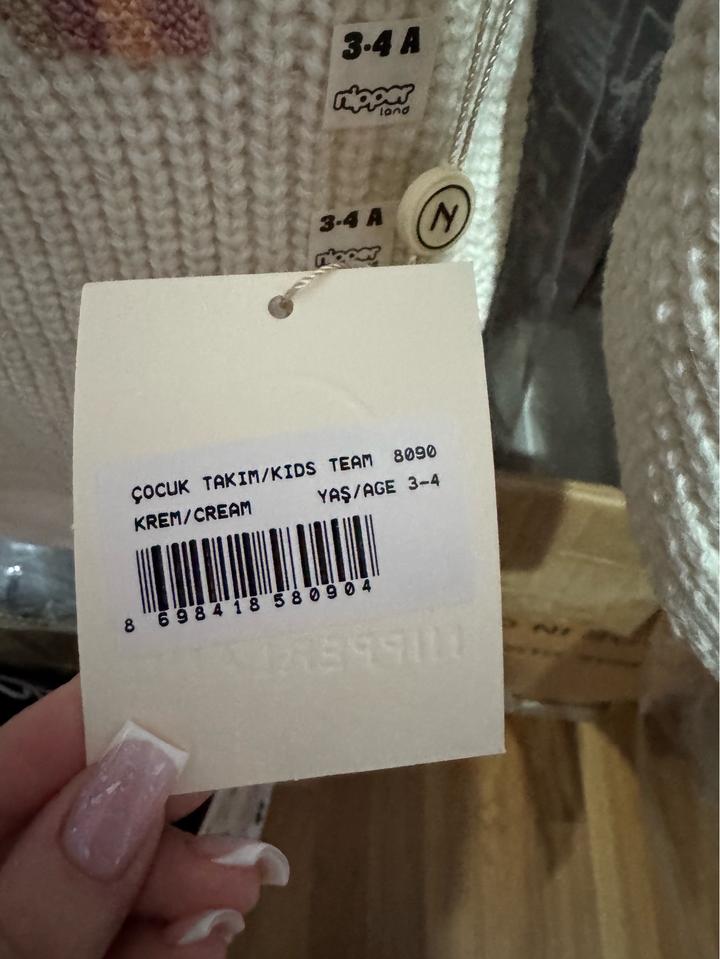 3-4 A
nipper
land
N
3-4 A
nipper
ÇOCUK TAKIM/KIDS TEAM 8090
KREM/CREAM YAŞ/AGE 3-4
8 698418 580904